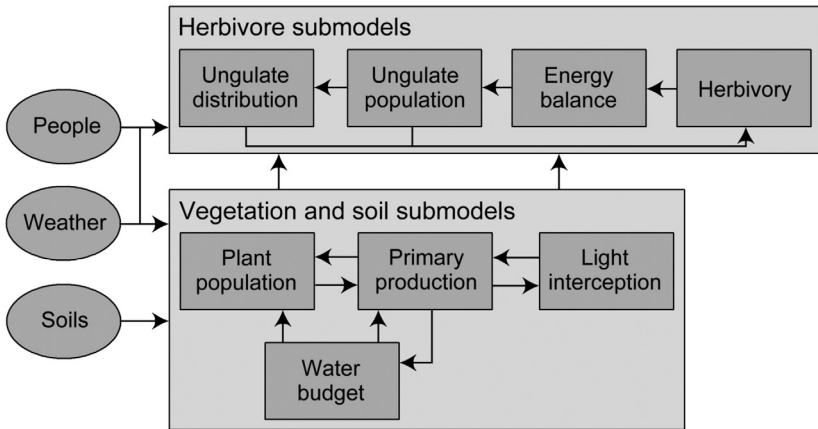 Herbivore submodels
Ungulate
distribution
Ungulate
population
Energy
balance
Herbivory
People
Weather
Soils
Vegetation and soil submodels
Plant
population
Primary
production
Light
interception
Water
budget